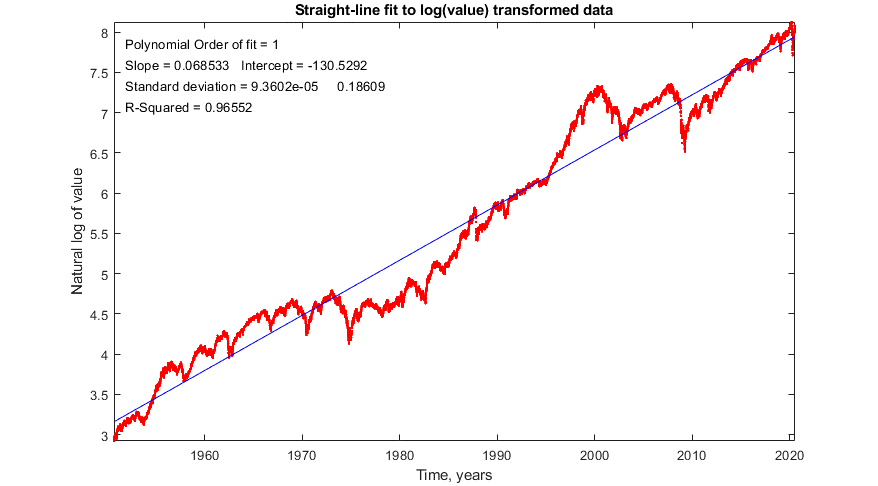 Straight-line fit to log(value) transformed data
Polynomial Order of fit = 1
Slope = 0.068533 Intercept = -130.5292
Standard deviation = 9.3602e-05 0.18609
R-Squared = 0.96552
Natural log of value
8
7.5
7
6.5
6
5.5
5
4.5
4
3.5
3
1960 1970 1980 1990 2000 2010 2020
Time, years